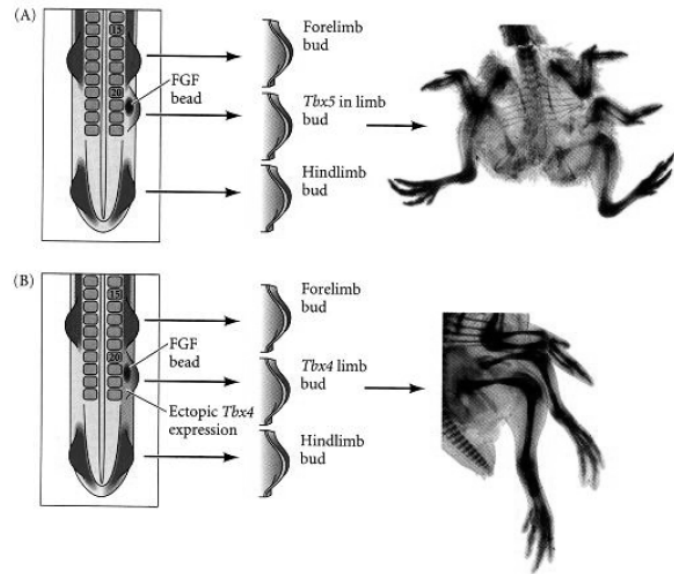 (A)
15
20
FGF
bead
Forelimb
bud
Tbx5 in limb
bud
Hindlimb
bud
(B)
15
20
FGF
bead
Ectopic Tbx4
expression
Forelimb
bud
Tbx4 limb
bud
Hindlimb
bud